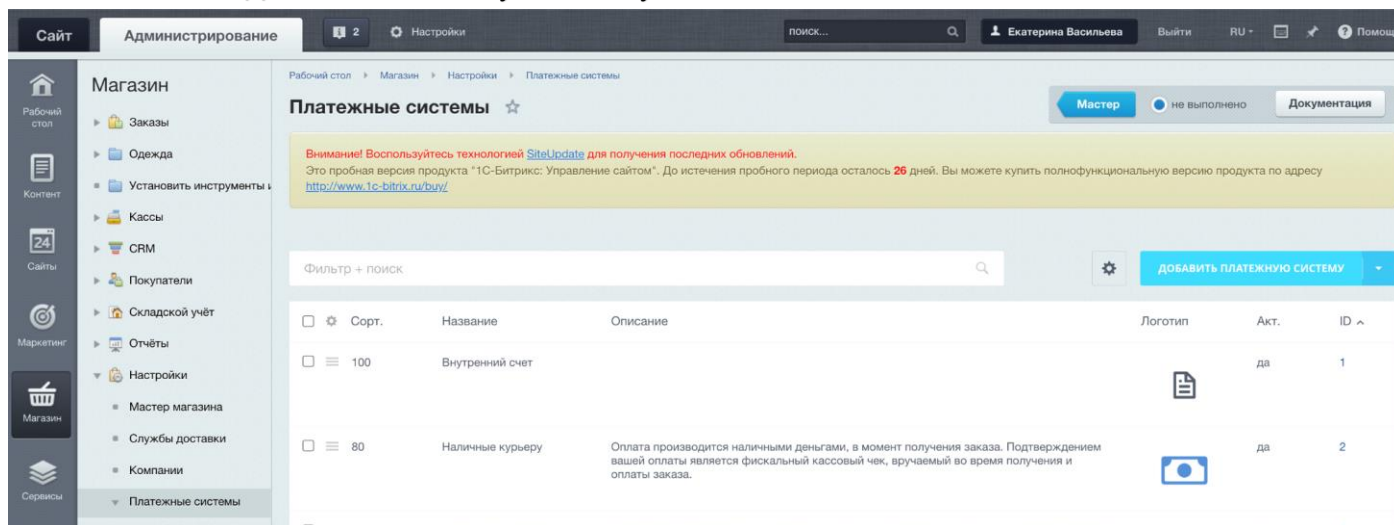 Сайт
Администрирование
2
Настройки
поиск...
Екатерина Васильева
Выйти
RU
Рабочий стол
Контент
24
Сайты
Маркетинг
Магазин
Сервисы
Магазин
Заказы
Одежда
Установить инструменты
Кассы
CRM
Покупатели
Складской учёт
Отчёты
Настройки
Мастер магазина
Службы доставки
Компании
Платежные системы
Рабочий стол Магазин Настройки Платежные системы
Платежные системы
Мастер
не выполнено
Документация
Внимание! Воспользуйтесь технологией SiteUpdate для получения последних обновлений.
Это пробная версия продукта "1С-Битрикс: Управление сайтом". До истечения пробного периода осталось 26 дней. Вы можете купить полнофункциональную версию продукта по адресу
http://www.1c-bitrix.ru/buy/
Фильтр + поиск
ДОБАВИТЬ ПЛАТЕЖНУЮ СИСТЕМУ
Сорт. Название Описание Логотип Акт. ID
100 Внутренний счет да 1
80 Наличные курьеру Оплата производится наличными деньгами, в момент получения заказа. Подтверждением да 2
вашей оплаты является фискальный кассовый чек, вручаемый во время получения и
оплаты заказа.